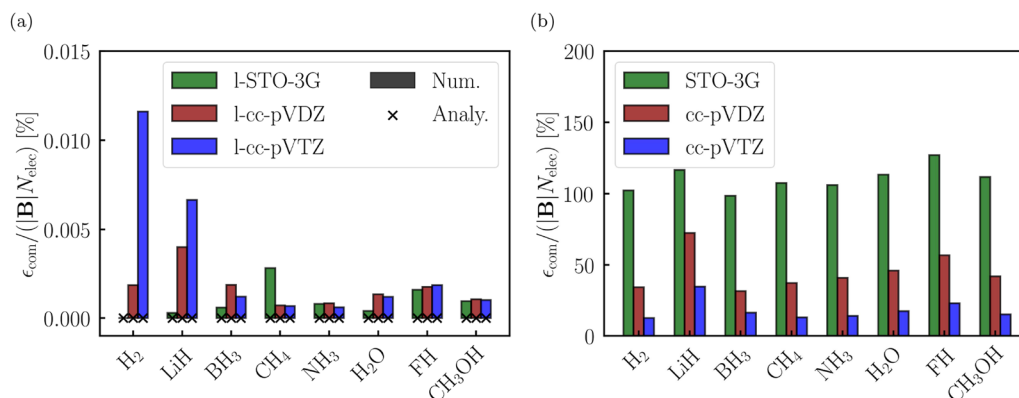 (a)
ϵcom/(|B|Nelec) [%]
0.015
0.010
0.005
0.000
l-STO-3G
l-cc-pVDZ
l-cc-pVTZ
Num.
Analy.
H2
LiH
BH3
CH4
NH3
H2O
FH
CH3OH
(b)
ϵcom/(|B|Nelec) [%]
200
150
100
50
0
STO-3G
cc-pVDZ
cc-pVTZ
H2
LiH
BH3
CH4
NH3
H2O
FH
CH3OH